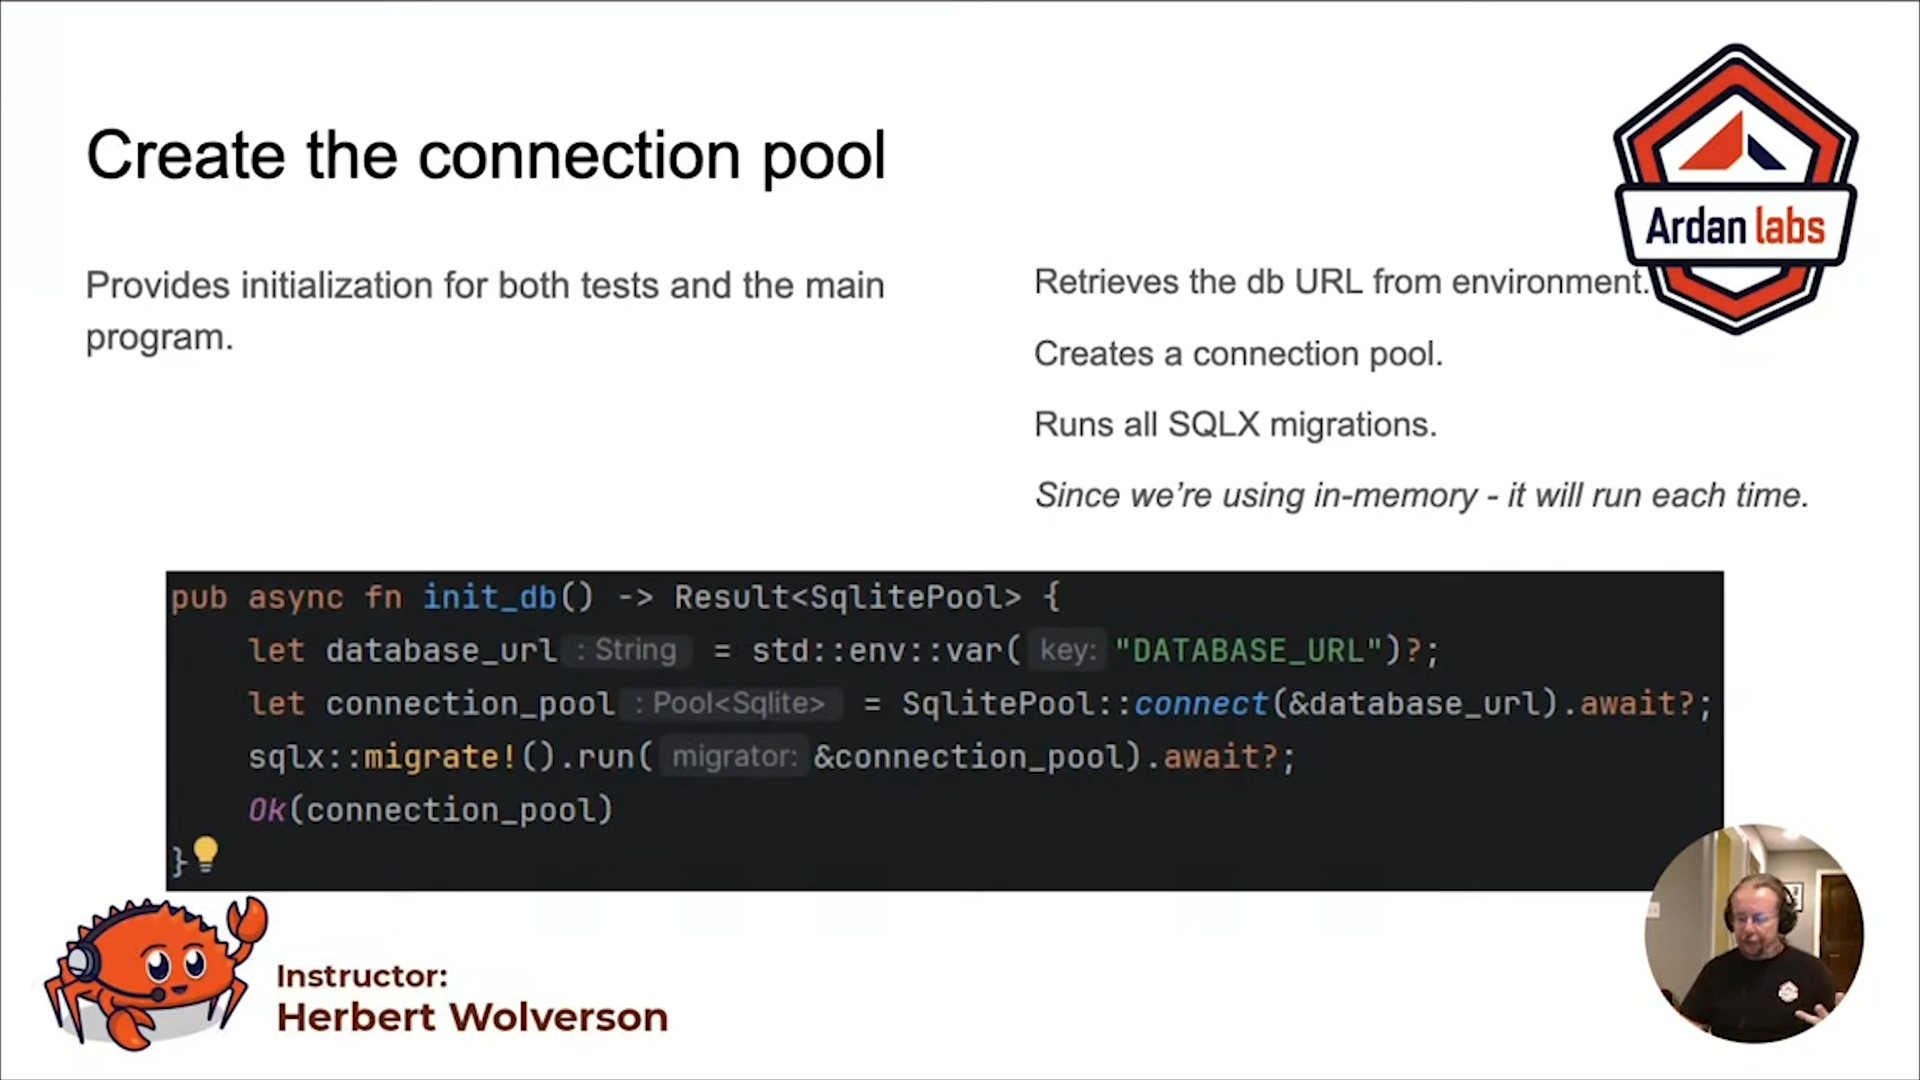 Create the connection pool
Ardan labs
Provides initialization for both tests and the main
program.
Retrieves the db URL from environment.
Creates a connection pool.
Runs all SQLX migrations.
Since we're using in-memory - it will run each time.
pub async fn init_db() -> Result<SqlitePool> {
    let database_url : String = std::env::var( key: "DATABASE_URL")?;
    let connection_pool : Pool<Sqlite> = SqlitePool::connect(&database_url).await?;
    sqlx::migrate!().run( migrator: &connection_pool).await?;
    Ok(connection_pool)
}
Instructor:
Herbert Wolverson